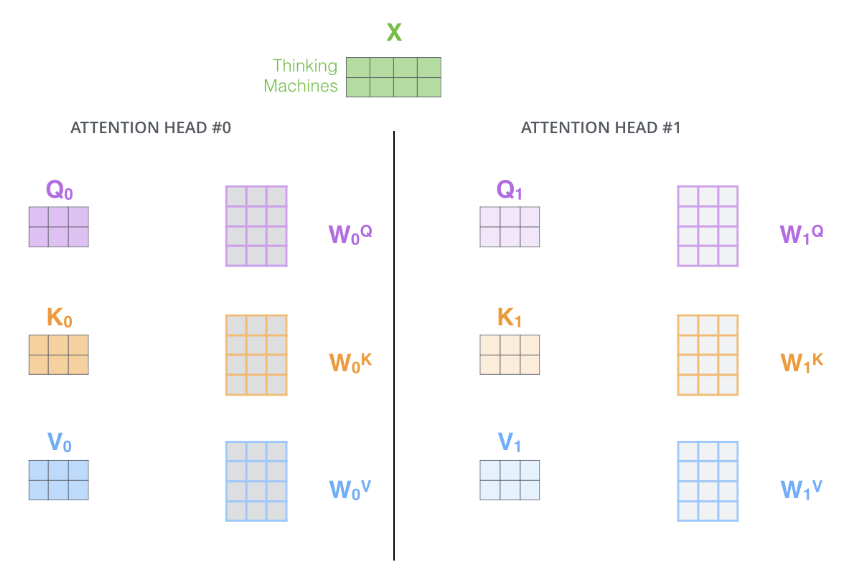 X
Thinking
Machines
ATTENTION HEAD #0
ATTENTION HEAD #1
Q₀
W₀Q
Q₁
W₁Q
K₀
W₀K
K₁
W₁K
V₀
W₀V
V₁
W₁V